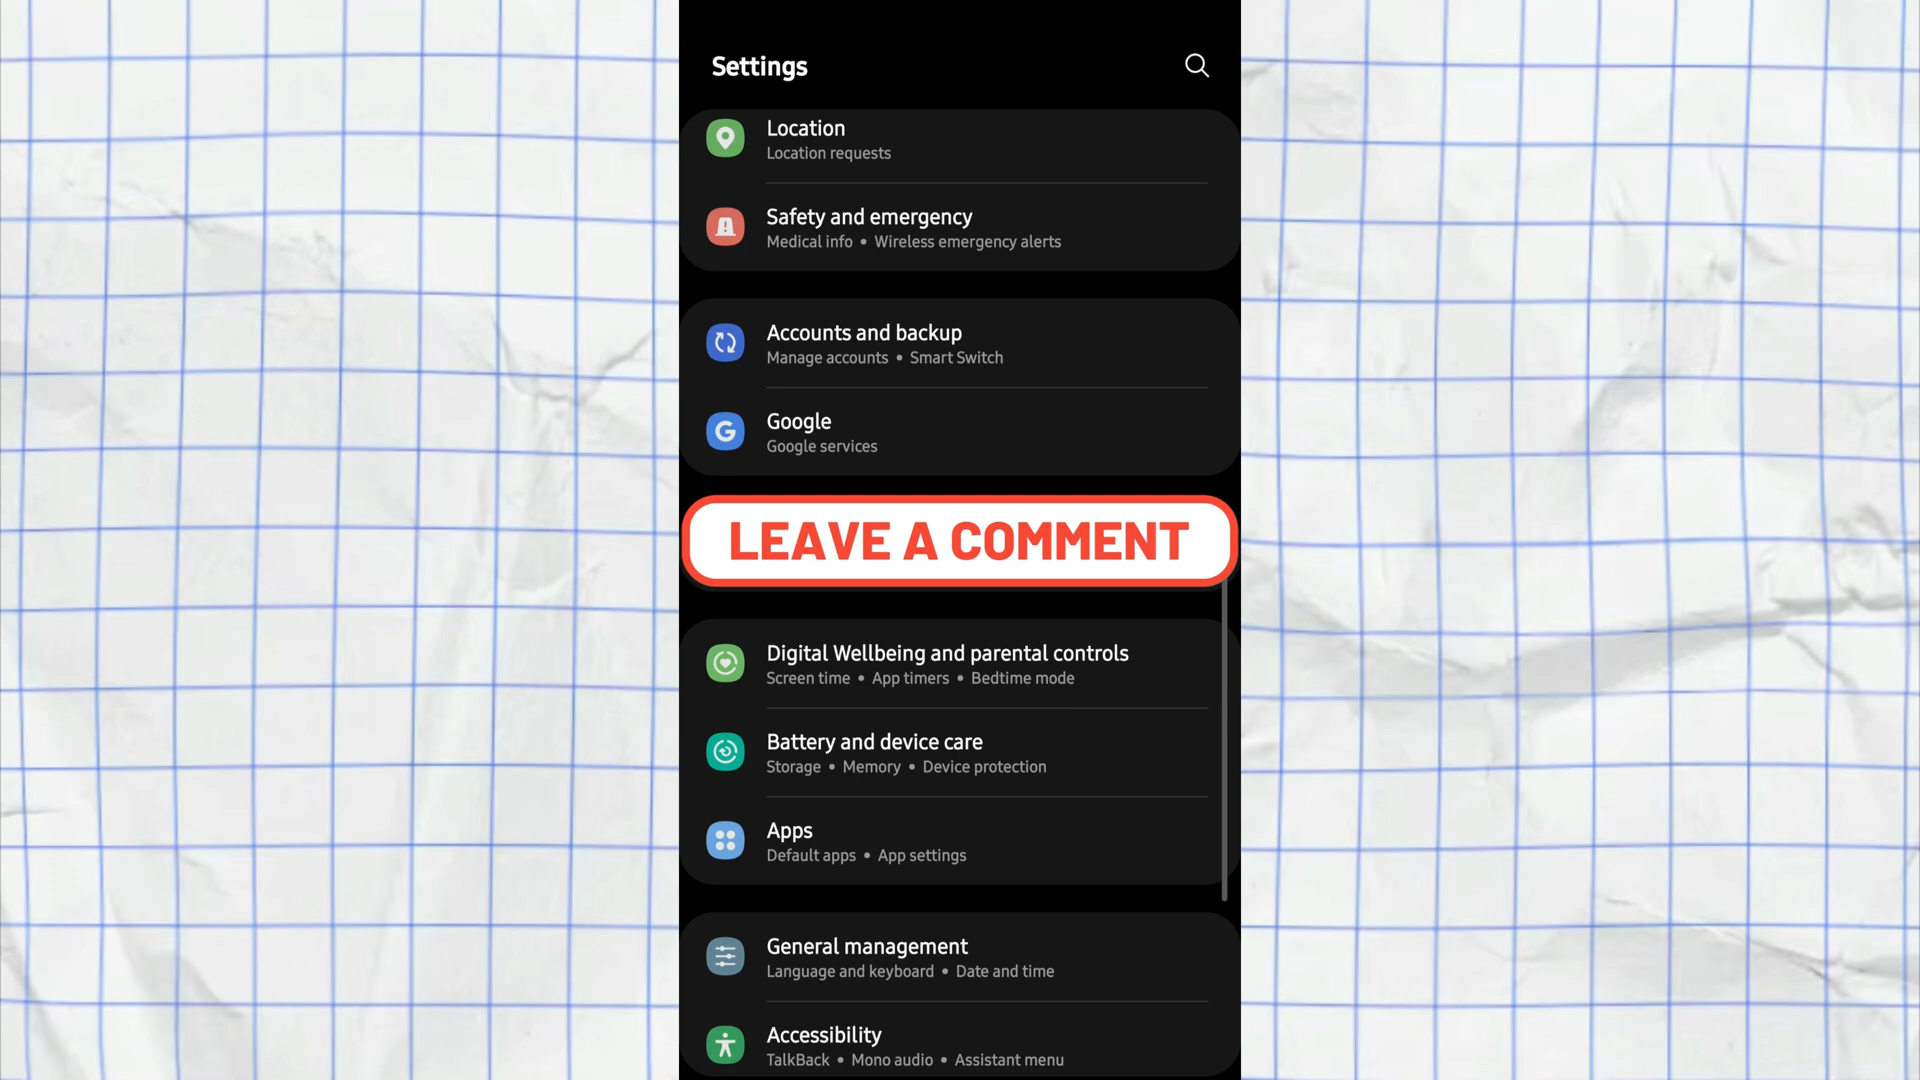 Settings
Location
Location requests
Safety and emergency
Medical info • Wireless emergency alerts
Accounts and backup
Manage accounts • Smart Switch
Google
Google services
LEAVE A COMMENT
Digital Wellbeing and parental controls
Screen time • App timers • Bedtime mode
Battery and device care
Storage • Memory • Device protection
Apps
Default apps • App settings
General management
Language and keyboard • Date and time
Accessibility
TalkBack • Mono audio • Assistant menu